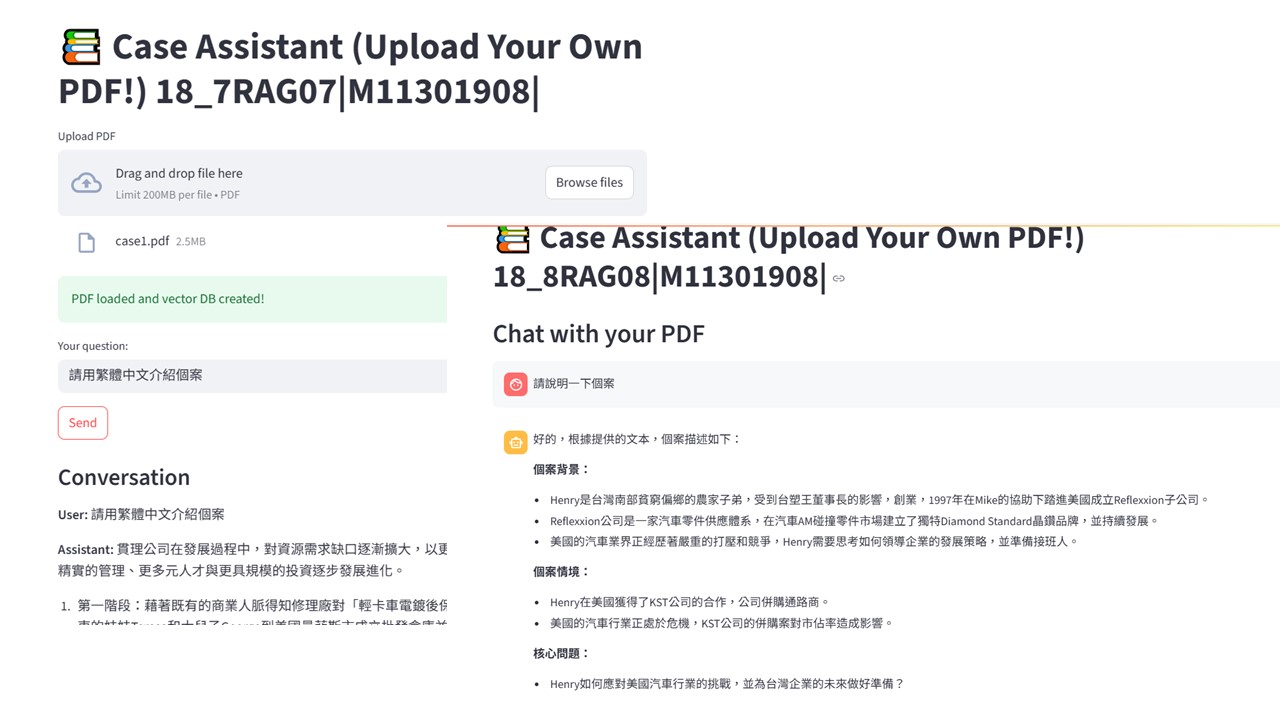 📚 Case Assistant (Upload Your Own
PDF!) 18_7RAG07|M11301908|
Upload PDF
Drag and drop file here
Limit 200MB per file • PDF
Browse files
case1.pdf 2.5MB
PDF loaded and vector DB created!
Your question:
請用繁體中文介紹個案
Send
Conversation
User: 請用繁體中文介紹個案
Assistant: 貫理公司在發展過程中，對資源需求缺口逐漸擴大，以更
精實的管理、更多元人才與更具規模的投資逐步發展進化。
1. 第一階段：藉著既有的商業人脈得知修理廠對「輕卡車電鍍後保
📚 Case Assistant (Upload Your Own PDF!)
18_8RAG08|M11301908|
Chat with your PDF
請說明一下個案
好的，根據提供的文本，個案描述如下：
個案背景：
• Henry是台灣南部貧窮偏鄉的農家子弟，受到台塑王董事長的影響，創業，1997年在Mike的協助下踏進美國成立Reflexxion子公司。
• Reflexxion公司是一家汽車零件供應體系，在汽車AM碰撞零件市場建立了獨特Diamond Standard晶鑽品牌，並持續發展。
• 美國的汽車業界正經歷著嚴重的打壓和競爭，Henry需要思考如何領導企業的發展策略，並準備接班人。
個案情境：
• Henry在美國獲得了KST公司的合作，公司併購通路商。
• 美國的汽車行業正處於危機，KST公司的併購案對市佔率造成影響。
核心問題：
• Henry如何應對美國汽車行業的挑戰，並為台灣企業的未來做好準備？